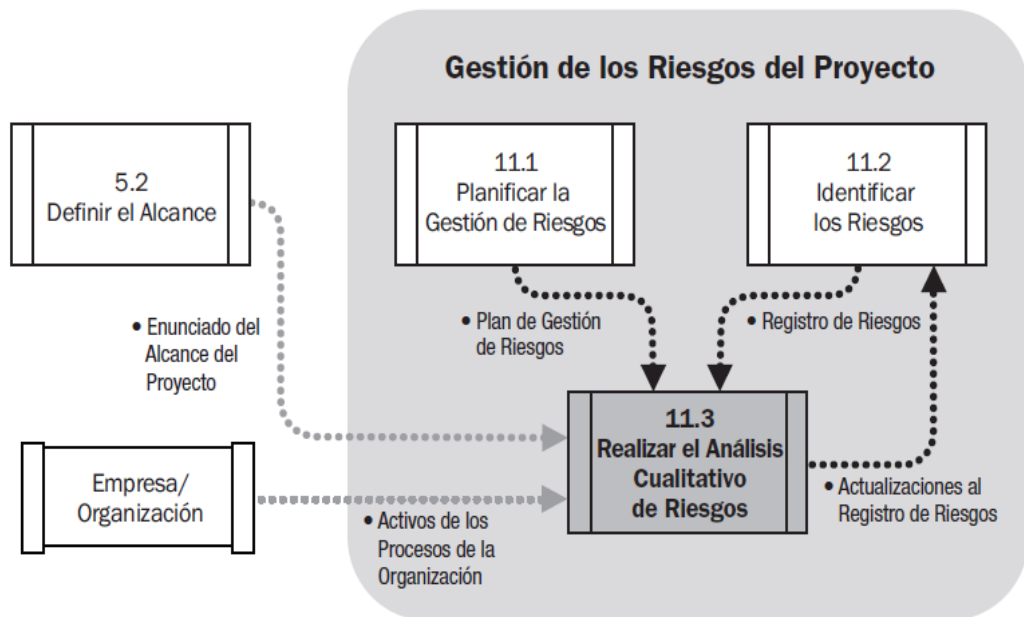 Gestión de los Riesgos del Proyecto
5.2
Definir el Alcance
11.1
Planificar la
Gestión de Riesgos
11.2
Identificar
los Riesgos
• Enunciado del
Alcance del
Proyecto
• Plan de Gestión
de Riesgos
• Registro de Riesgos
11.3
Realizar el Análisis
Cualitativo
de Riesgos
Empresa/
Organización
• Activos de los
Procesos de la
Organización
• Actualizaciones al
Registro de Riesgos